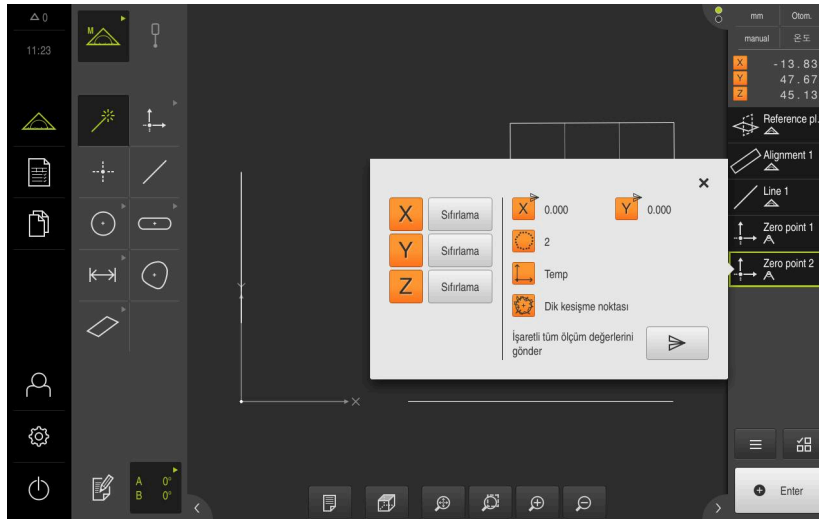 0
11:23
M
mm Otom.
manual 온도
X -13.83
Y 47.67
Z 45.13
Reference pl.
Alignment 1
Line 1
Zero point 1
Zero point 2
X Sıfırlama
Y Sıfırlama
Z Sıfırlama
X 0.000 Y 0.000
2
Temp
Dik kesişme noktası
İşaretli tüm ölçüm değerlerini
gönder
A 0°
B 0°
Enter